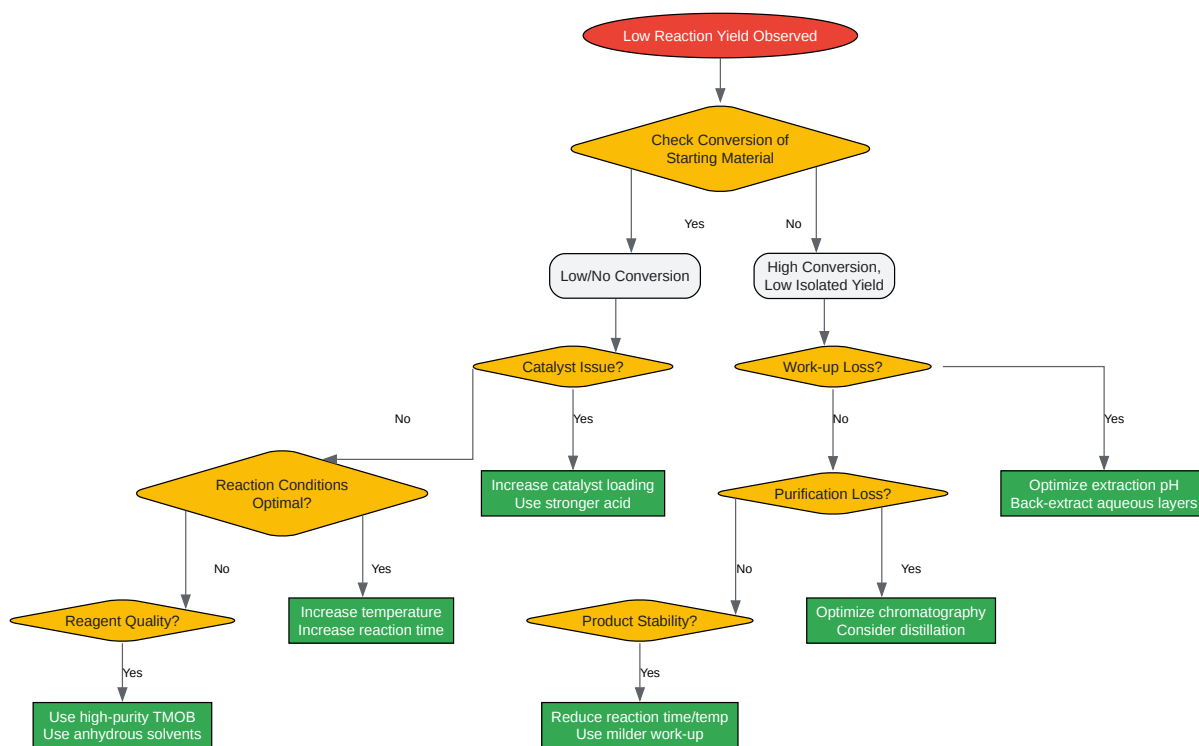 Low Reaction Yield Observed
Check Conversion of
Starting Material
Yes
No
Low/No Conversion
High Conversion,
Low Isolated Yield
Catalyst Issue?
Work-up Loss?
No
Yes
No
Yes
Reaction Conditions
Optimal?
Increase catalyst loading
Use stronger acid
Purification Loss?
Optimize extraction pH
Back-extract aqueous layers
No
Yes
No
Yes
Reagent Quality?
Increase temperature
Increase reaction time
Product Stability?
Optimize chromatography
Consider distillation
Yes
Yes
Use high-purity TMOB
Use anhydrous solvents
Reduce reaction time/temp
Use milder work-up